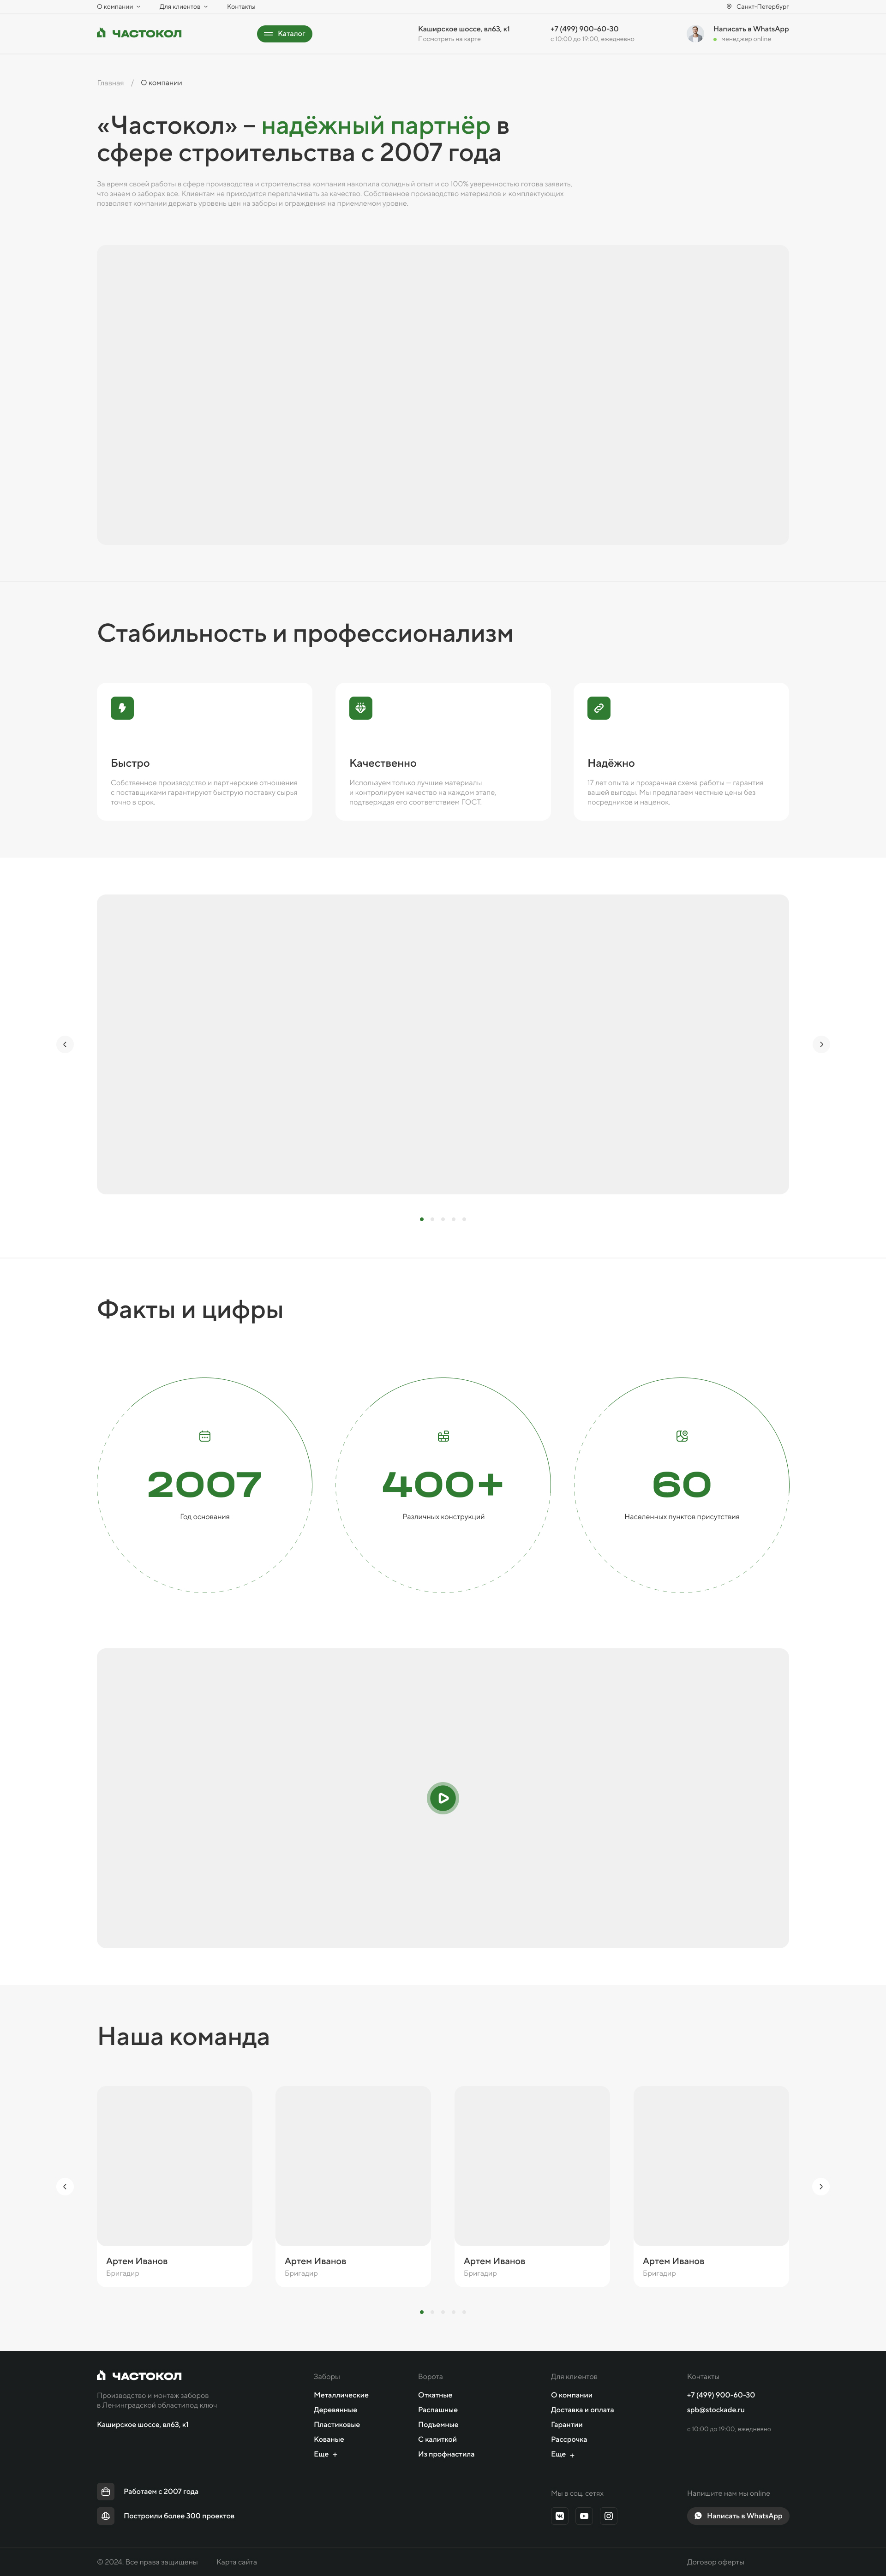 О компании
Для клиентов
Контакты
Санкт-Петербург
ЧАСТОКОЛ
Каталог
Каширское шоссе, вл63, к1
Посмотреть на карте
+7 (499) 900-60-30
с 10:00 до 19:00, ежедневно
Написать в WhatsApp
менеджер online
Главная / О компании
«Частокол» – надёжный партнёр в
сфере строительства с 2007 года
За время своей работы в сфере производства и строительства компания накопила солидный опыт и со 100% уверенностью готова заявить,
что знаем о заборах все. Клиентам не приходится переплачивать за качество. Собственное производство материалов и комплектующих
позволяет компании держать уровень цен на заборы и ограждения на приемлемом уровне.
Стабильность и профессионализм
Быстро
Собственное производство и партнерские отношения
с поставщиками гарантируют быструю поставку сырья
точно в срок.
Качественно
Используем только лучшие материалы
и контролируем качество на каждом этапе,
подтверждая его соответствием ГОСТ.
Надёжно
17 лет опыта и прозрачная схема работы — гарантия
вашей выгоды. Мы предлагаем честные цены без
посредников и наценок.
Факты и цифры
2007
Год основания
400+
Различных конструкций
60
Населенных пунктов присутствия
Наша команда
Артем Иванов
Бригадир
Артем Иванов
Бригадир
Артем Иванов
Бригадир
Артем Иванов
Бригадир
ЧАСТОКОЛ
Производство и монтаж заборов
в Ленинградской областипод ключ
Каширское шоссе, вл63, к1
Работаем с 2007 года
Построили более 300 проектов
Заборы
Металлические
Деревянные
Пластиковые
Кованые
Еще +
Ворота
Откатные
Распашные
Подъемные
С калиткой
Из профнастила
Для клиентов
О компании
Доставка и оплата
Гарантии
Рассрочка
Еще +
Мы в соц. сетях
Контакты
+7 (499) 900-60-30
spb@stockade.ru
с 10:00 до 19:00, ежедневно
Напишите нам мы online
Написать в WhatsApp
© 2024. Все права защищены
Карта сайта
Договор оферты